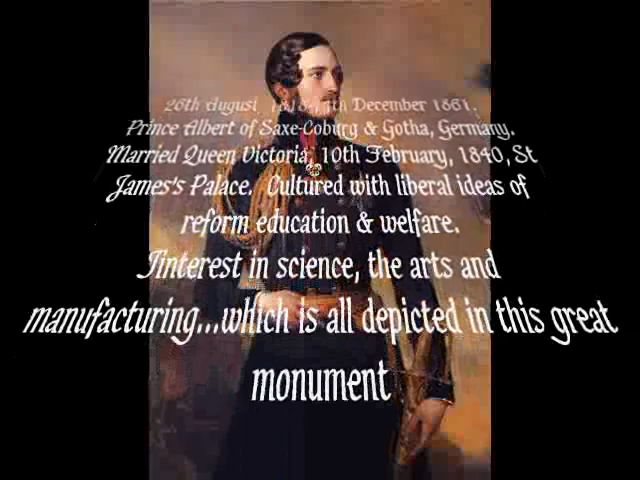 26th August 1818-14th December 1861.
Prince Albert of Saxe-Coburg & Gotha, Germany.
Married Queen Victoria, 10th February, 1840, St
James's Palace. Cultured with liberal ideas of
reform education & welfare.
Iinterest in science, the arts and
manufacturing...which is all depicted in this great
monument